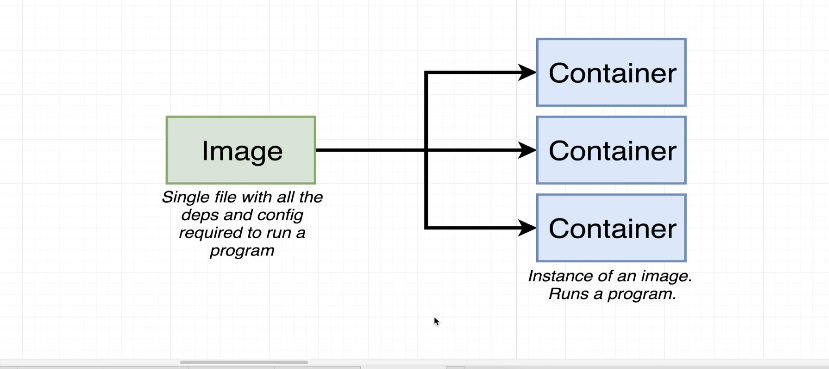 Image
Single file with all the
deps and config
required to run a
program
Container
Container
Container
Instance of an image.
Runs a program.